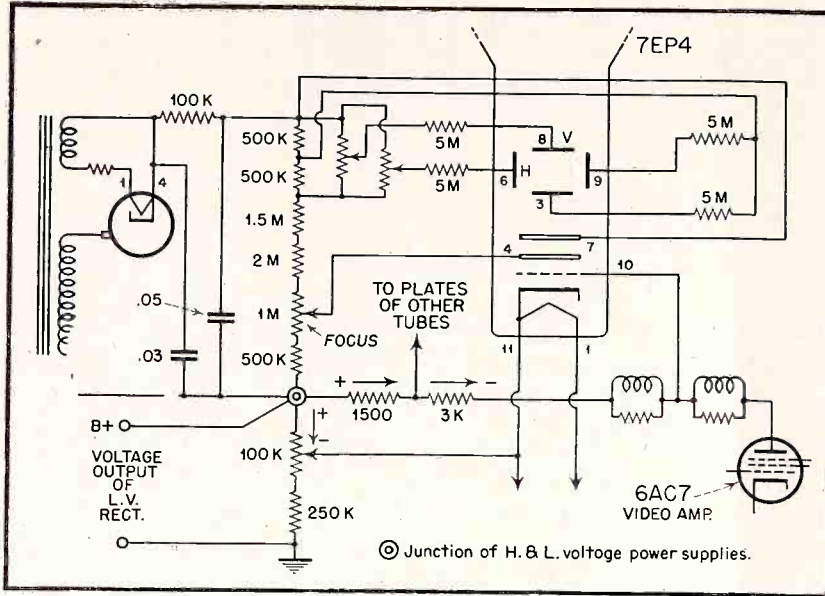 7EP4
100 K
500 K
5 M
8 V
5 M
1 4
500 K
5 M
6 H
9
3
5 M
1.5 M
4 7
2 M
10
TO PLATES
OF OTHER
TUBES
.05
1 M
FOCUS
.03
500 K
11 1
+ -
1500 3 K
B+
+
-
VOLTAGE
OUTPUT
OF
L.V.
RECT.
100 K
250 K
6AC7
VIDEO AMP.
Junction of H. & L. voltage power supplies.